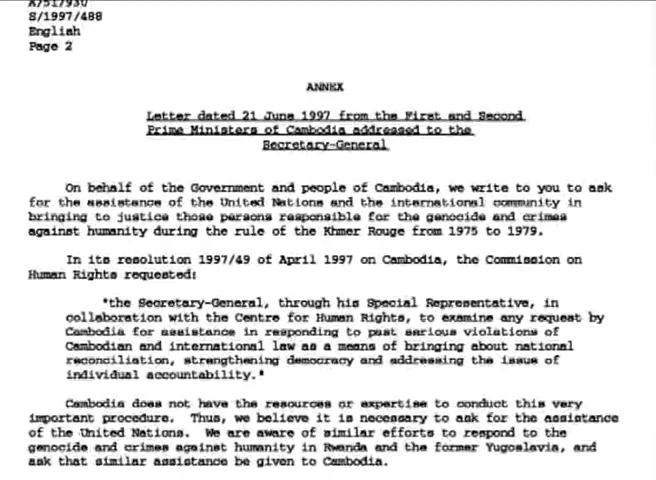 A/51/930
S/1997/488
English
Page 2
ANNEX
Letter dated 21 June 1997 from the First and Second
Prime Ministers of Cambodia addressed to the
Secretary-General
On behalf of the Government and people of Cambodia, we write to you to ask
for the assistance of the United Nations and the international community in
bringing to justice those persons responsible for the genocide and crimes
against humanity during the rule of the Khmer Rouge from 1975 to 1979.
In its resolution 1997/49 of April 1997 on Cambodia, the Commission on
Human Rights requested:
"the Secretary-General, through his Special Representative, in
collaboration with the Centre for Human Rights, to examine any request by
Cambodia for assistance in responding to past serious violations of
Cambodian and international law as a means of bringing about national
reconciliation, strengthening democracy and addressing the issue of
individual accountability."
Cambodia does not have the resources or expertise to conduct this very
important procedure. Thus, we believe it is necessary to ask for the assistance
of the United Nations. We are aware of similar efforts to respond to the
genocide and crimes against humanity in Rwanda and the former Yugoslavia, and
ask that similar assistance be given to Cambodia.